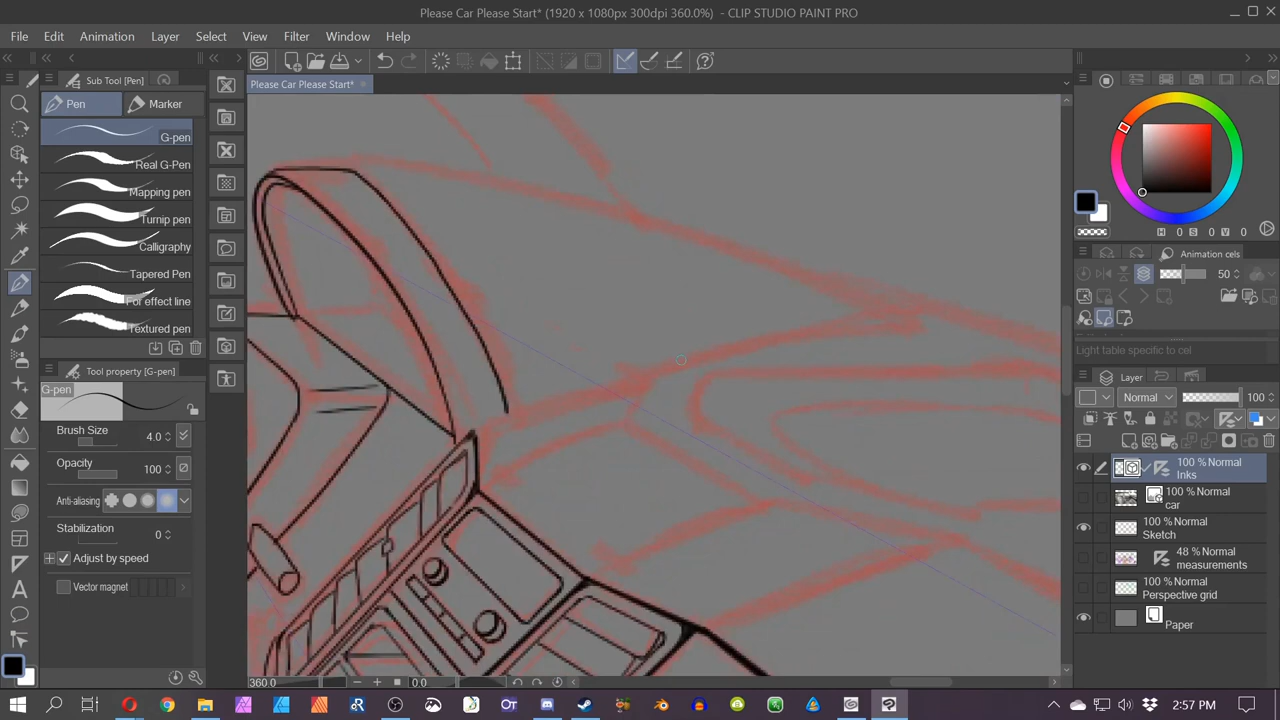 Please Car Please Start* (1920 x 1080px 300dpi 360.0%) - CLIP STUDIO PAINT PRO
File Edit Animation Layer Select View Filter Window Help
Sub Tool [Pen]
Please Car Please Start*
Pen
Marker
G-pen
Real G-Pen
Mapping pen
Turnip pen
Calligraphy
Tapered Pen
For effect line
Textured pen
Tool property [G-pen]
G-pen
Brush Size 4.0
Opacity 100
Anti-aliasing
Stabilization 0
Adjust by speed
Vector magnet
360.0
0.0
H 0 S 0 V 0
Animation cels
50
Light table specific to cel
Layer
Normal 100
100 % Normal
Inks
100 % Normal
car
100 % Normal
Sketch
48 % Normal
measurements
100 % Normal
Perspective grid
Paper
2:57 PM